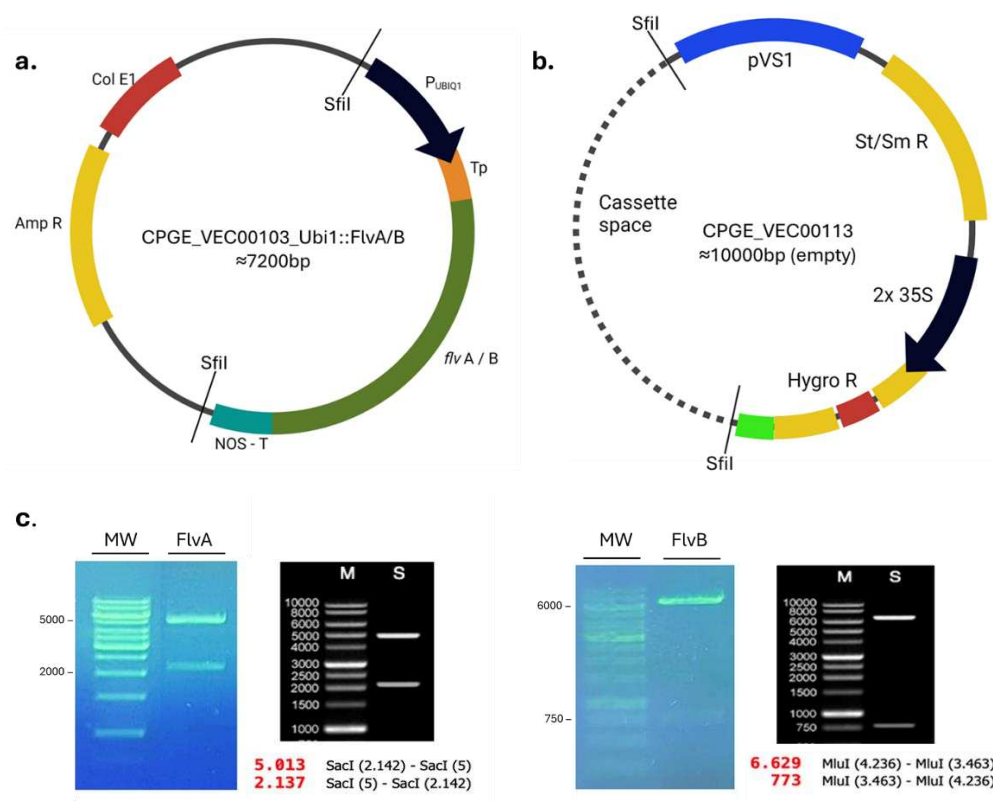 a.
Col E1
SfiI
P_UBIQ1
Tp
Amp R
CPGE_VEC00103_Ubi1::FlvA/B
≈7200bp
flv A / B
SfiI
NOS - T
b.
SfiI
pVS1
St/Sm R
Cassette
space
CPGE_VEC00113
≈10000bp (empty)
2x 35S
Hygro R
SfiI
c.
MW
FlvA
5000
2000
M
S
10000
8000
6000
5000
4000
3000
2500
2000
1500
1000
5.013 SacI (2.142) - SacI (5)
2.137 SacI (5) - SacI (2.142)
MW
FlvB
6000
750
M
S
10000
8000
6000
5000
4000
3000
2500
2000
1500
1000
750
6.629 MluI (4.236) - MluI (3.463)
773 MluI (3.463) - MluI (4.236)